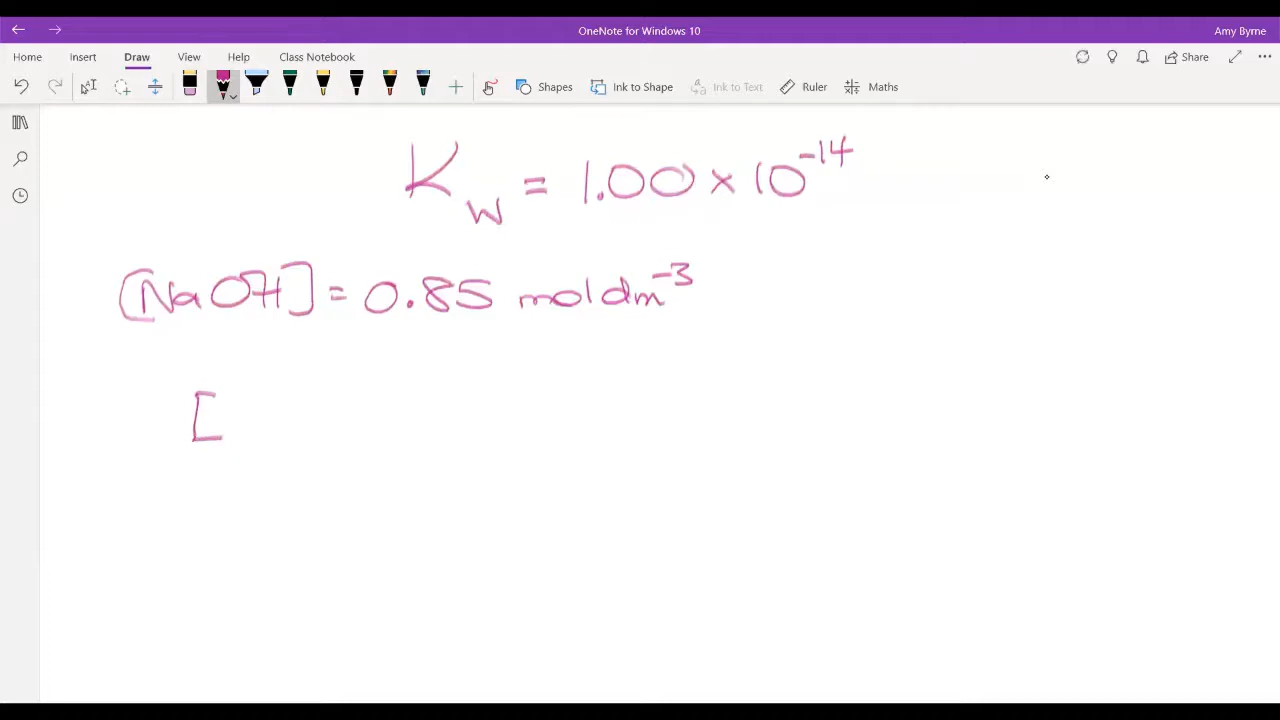 OneNote for Windows 10
Amy Byrne
Home Insert Draw View Help Class Notebook
Share
Shapes Ink to Shape Ink to Text Ruler Maths
K_w = 1.00 × 10^-14
[NaOH] = 0.85 moldm^-3
[